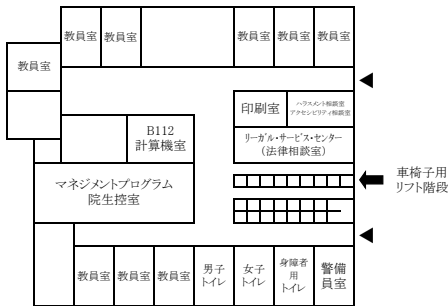 教員室
教員室
教員室
教員室
教員室
教員室
印刷室
ハラスメント相談室
アクセシビリティ相談室
B112
計算機室
リーガル・サービス・センター
(法律相談室)
マネジメントプログラム
院生控室
車椅子用
リフト階段
教員室
教員室
教員室
男子
トイレ
女子
トイレ
身障者
用
トイレ
警備
員室